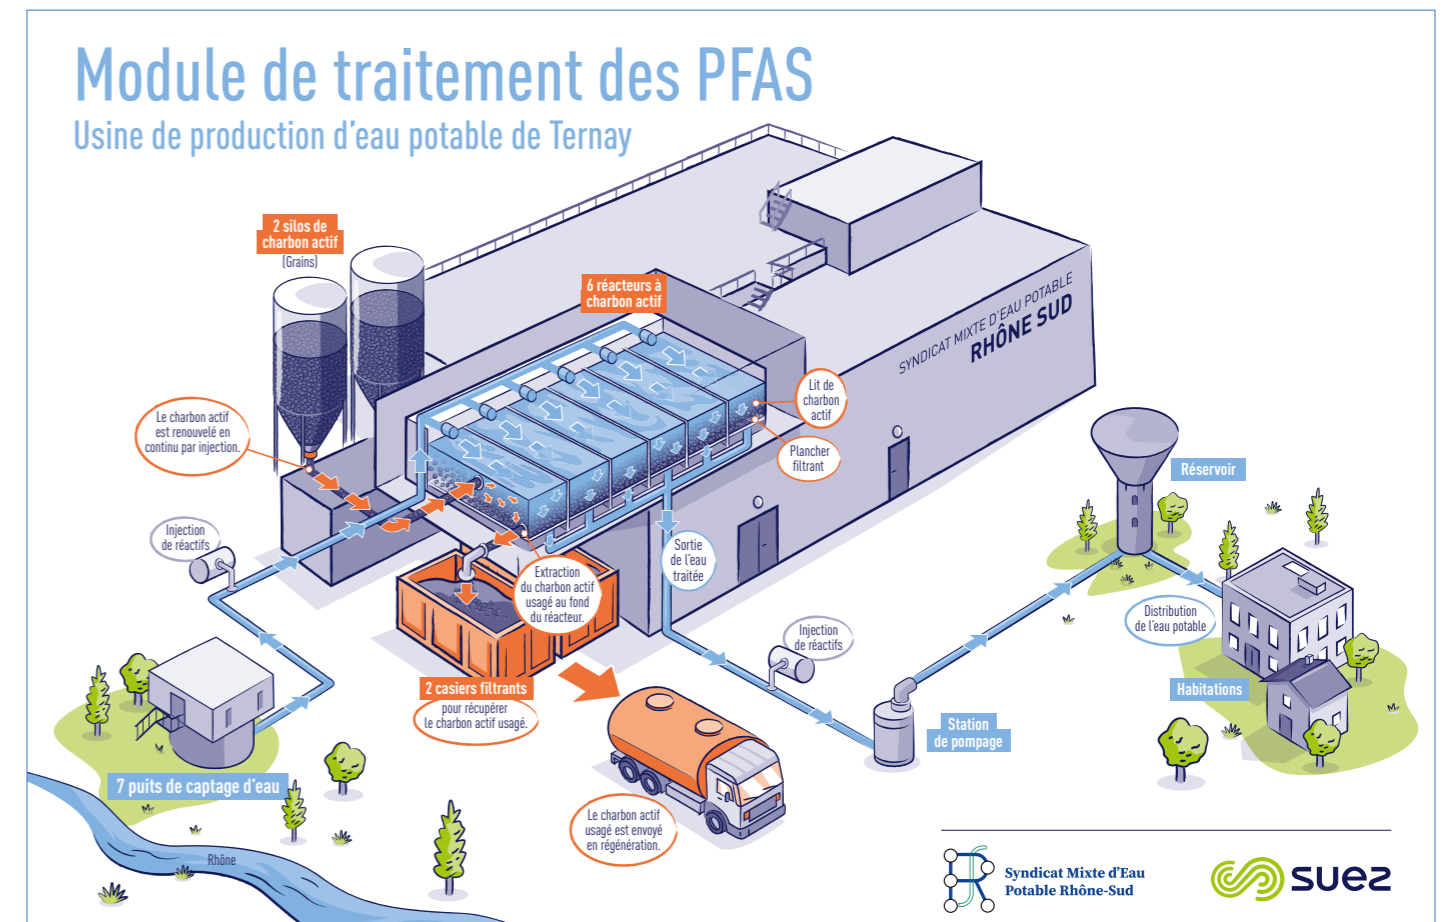 Module de traitement des PFAS
Usine de production d’eau potable de Ternay
2 silos de
charbon actif
(Grains)
6 réacteurs à
charbon actif
SYNDICAT MIXTE D’EAU POTABLE
RHÔNE SUD
Lit de
charbon
actif
Le charbon actif
est renouvelé en
continu par injection.
Plancher
filtrant
Réservoir
Injection
de réactifs
Sortie
de l’eau
traitée
Extraction
du charbon actif
usagé au fond
du réacteur.
Distribution
de l’eau potable
Injection
de réactifs
2 casiers filtrants
pour récupérer
le charbon actif usagé.
Habitations
Station
de pompage
7 puits de captage d’eau
Le charbon actif
usagé est envoyé
en régénération.
Rhône
Syndicat Mixte d’Eau
Potable Rhône-Sud
suez